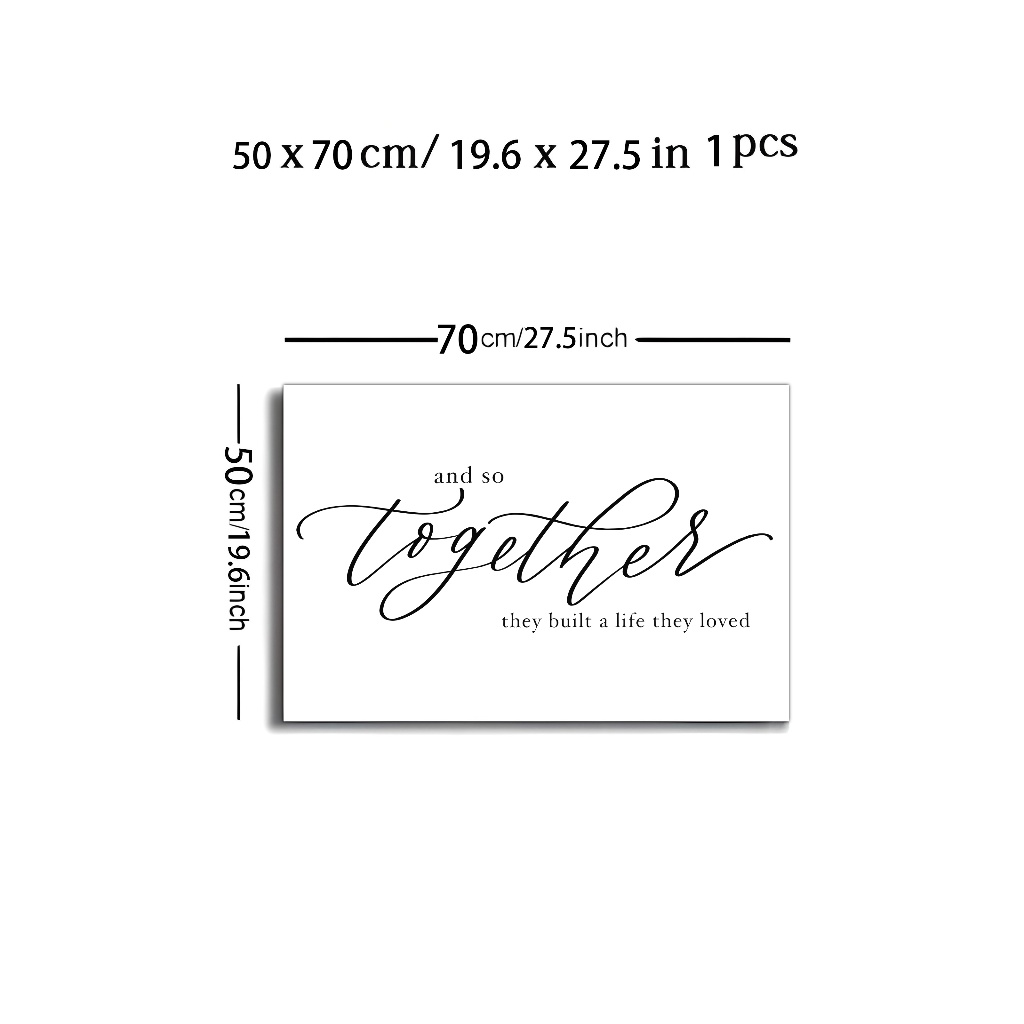 50 x 70 cm/ 19.6 x 27.5 in 1 pcs
70cm/27.5inch
50cm/19.6inch
and so
together
they built a life they loved